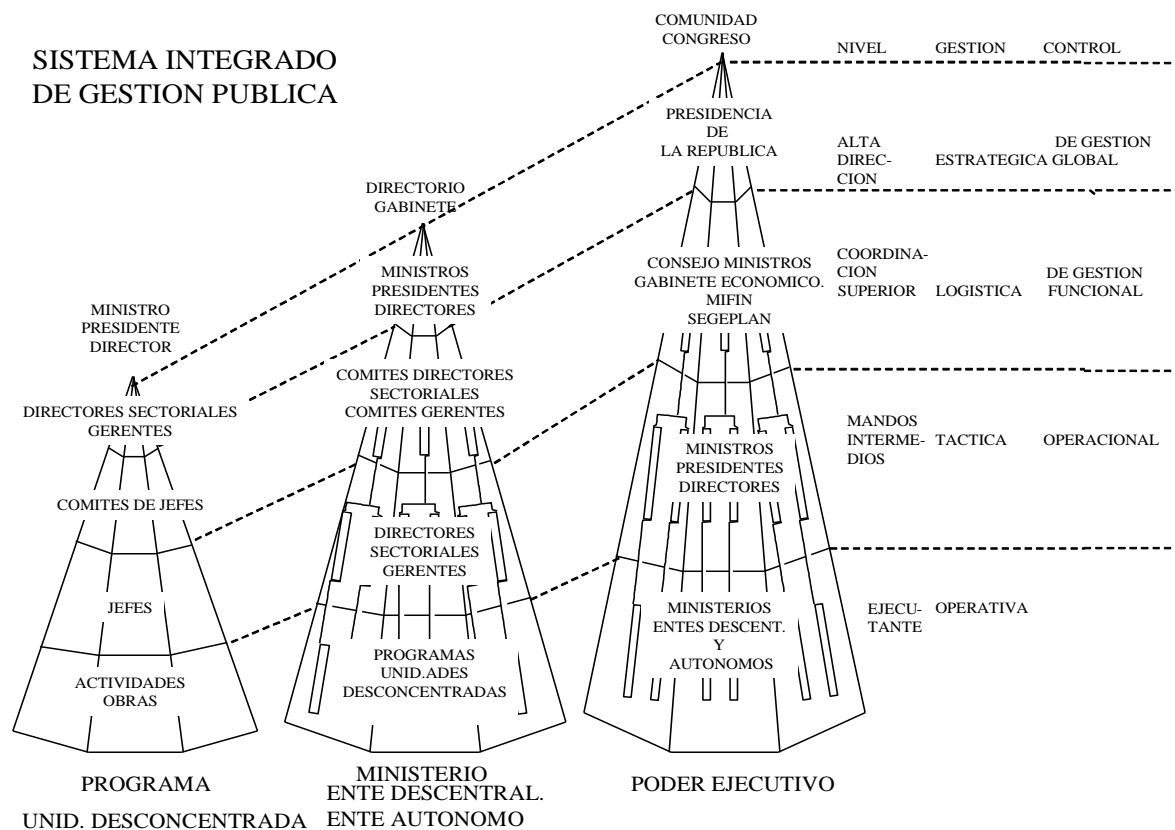 SISTEMA INTEGRADO
DE GESTION PUBLICA
COMUNIDAD
CONGRESO
NIVEL GESTION CONTROL
PRESIDENCIA
DE
LA REPUBLICA
ALTA
DIREC-
CION
ESTRATEGICA
DE GESTION
GLOBAL
DIRECTORIO
GABINETE
MINISTROS
PRESIDENTES
DIRECTORES
CONSEJO MINISTROS
GABINETE ECONOMICO.
MIFIN
SEGEPLAN
COORDINA-
CION
SUPERIOR
LOGISTICA
DE GESTION
FUNCIONAL
MINISTRO
PRESIDENTE
DIRECTOR
DIRECTORES SECTORIALES
GERENTES
COMITES DIRECTORES
SECTORIALES
COMITES GERENTES
MINISTROS
PRESIDENTES
DIRECTORES
MANDOS
INTERME-
DIOS
TACTICA
OPERACIONAL
COMITES DE JEFES
DIRECTORES
SECTORIALES
GERENTES
JEFES
MINISTERIOS
ENTES DESCENT.
Y
AUTONOMOS
EJECU-
TANTE
OPERATIVA
ACTIVIDADES
OBRAS
PROGRAMAS
UNID.ADES
DESCONCENTRADAS
PROGRAMA
UNID. DESCONCENTRADA
MINISTERIO
ENTE DESCENTRAL.
ENTE AUTONOMO
PODER EJECUTIVO